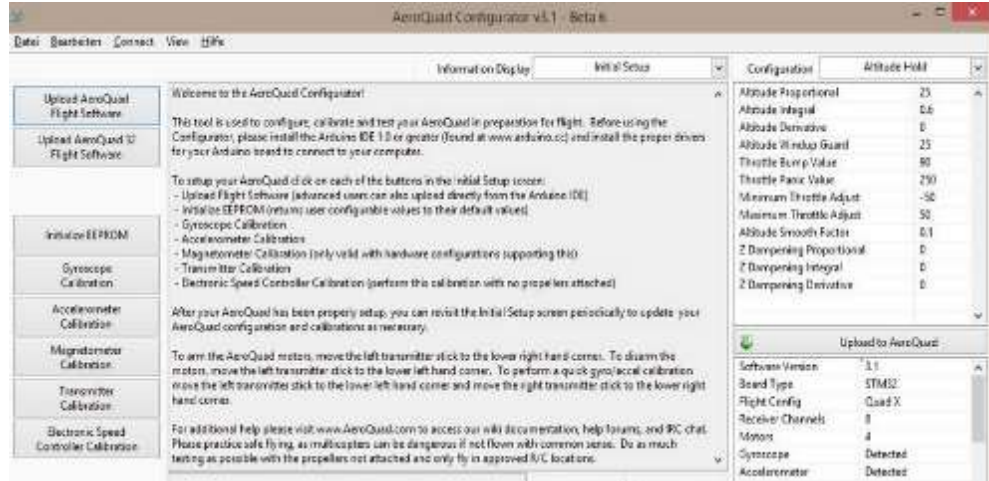 AeroQuad Configurator v3.1 - Beta 6
Datei Bearbeiten Connect View Hilfe
Information Display Initial Setup
Configuration Altitude Hold
Upload AeroQuad
Flight Software
Upload AeroQuad 32
Flight Software
Initialize EEPROM
Gyroscope
Calibration
Accelerometer
Calibration
Magnetometer
Calibration
Transmitter
Calibration
Electronic Speed
Controller Calibration
Welcome to the AeroQuad Configurator!
This tool is used to configure, calibrate and test your AeroQuad in preparation for flight. Before using the
Configurator, please install the Arduino IDE 1.0 or greater (found at www.arduino.cc) and install the proper drivers
for your Arduino board to connect to your computer.
To setup your AeroQuad click on each of the buttons in the Initial Setup screen:
- Upload Flight Software (advanced users can also upload directly from the Arduino IDE)
- Initialize EEPROM (returns user configurable values to their default values)
- Gyroscope Calibration
- Accelerometer Calibration
- Magnetometer Calibration (only valid with hardware configurations supporting this)
- Transmitter Calibration
- Electronic Speed Controller Calibration (perform this calibration with no propellers attached)
After your AeroQuad has been properly setup, you can revisit the Initial Setup screen periodically to update your
AeroQuad configuration and calibrations as necessary.
To arm the AeroQuad motors, move the left transmitter stick to the lower right hand corner. To disarm the
motors, move the left transmitter stick to the lower left hand corner. To perform a quick gyro/accel calibration
move the left transmitter stick to the lower left hand corner and move the right transmitter stick to the lower right
hand corner.
For additional help please visit www.AeroQuad.com to access our wiki documentation, help forums, and IRC chat.
Please practice safe flying, as multicopters can be dangerous if not flown with common sense. Do as much
testing as possible with the propellers not attached and only fly in approved R/C locations.
Altitude Proportional 25
Altitude Integral 0.6
Altitude Derivative 0
Altitude Windup Guard 25
Throttle Bump Value 90
Throttle Panic Value 250
Minimum Throttle Adjust -50
Maximum Throttle Adjust 50
Altitude Smooth Factor 0.1
Z Dampening Proportional 0
Z Dampening Integral 0
Z Dampening Derivative 0
Upload to AeroQuad
Software Version 3.1
Board Type STM32
Flight Config Quad X
Receiver Channels 8
Motors 4
Gyroscope Detected
Accelerometer Detected